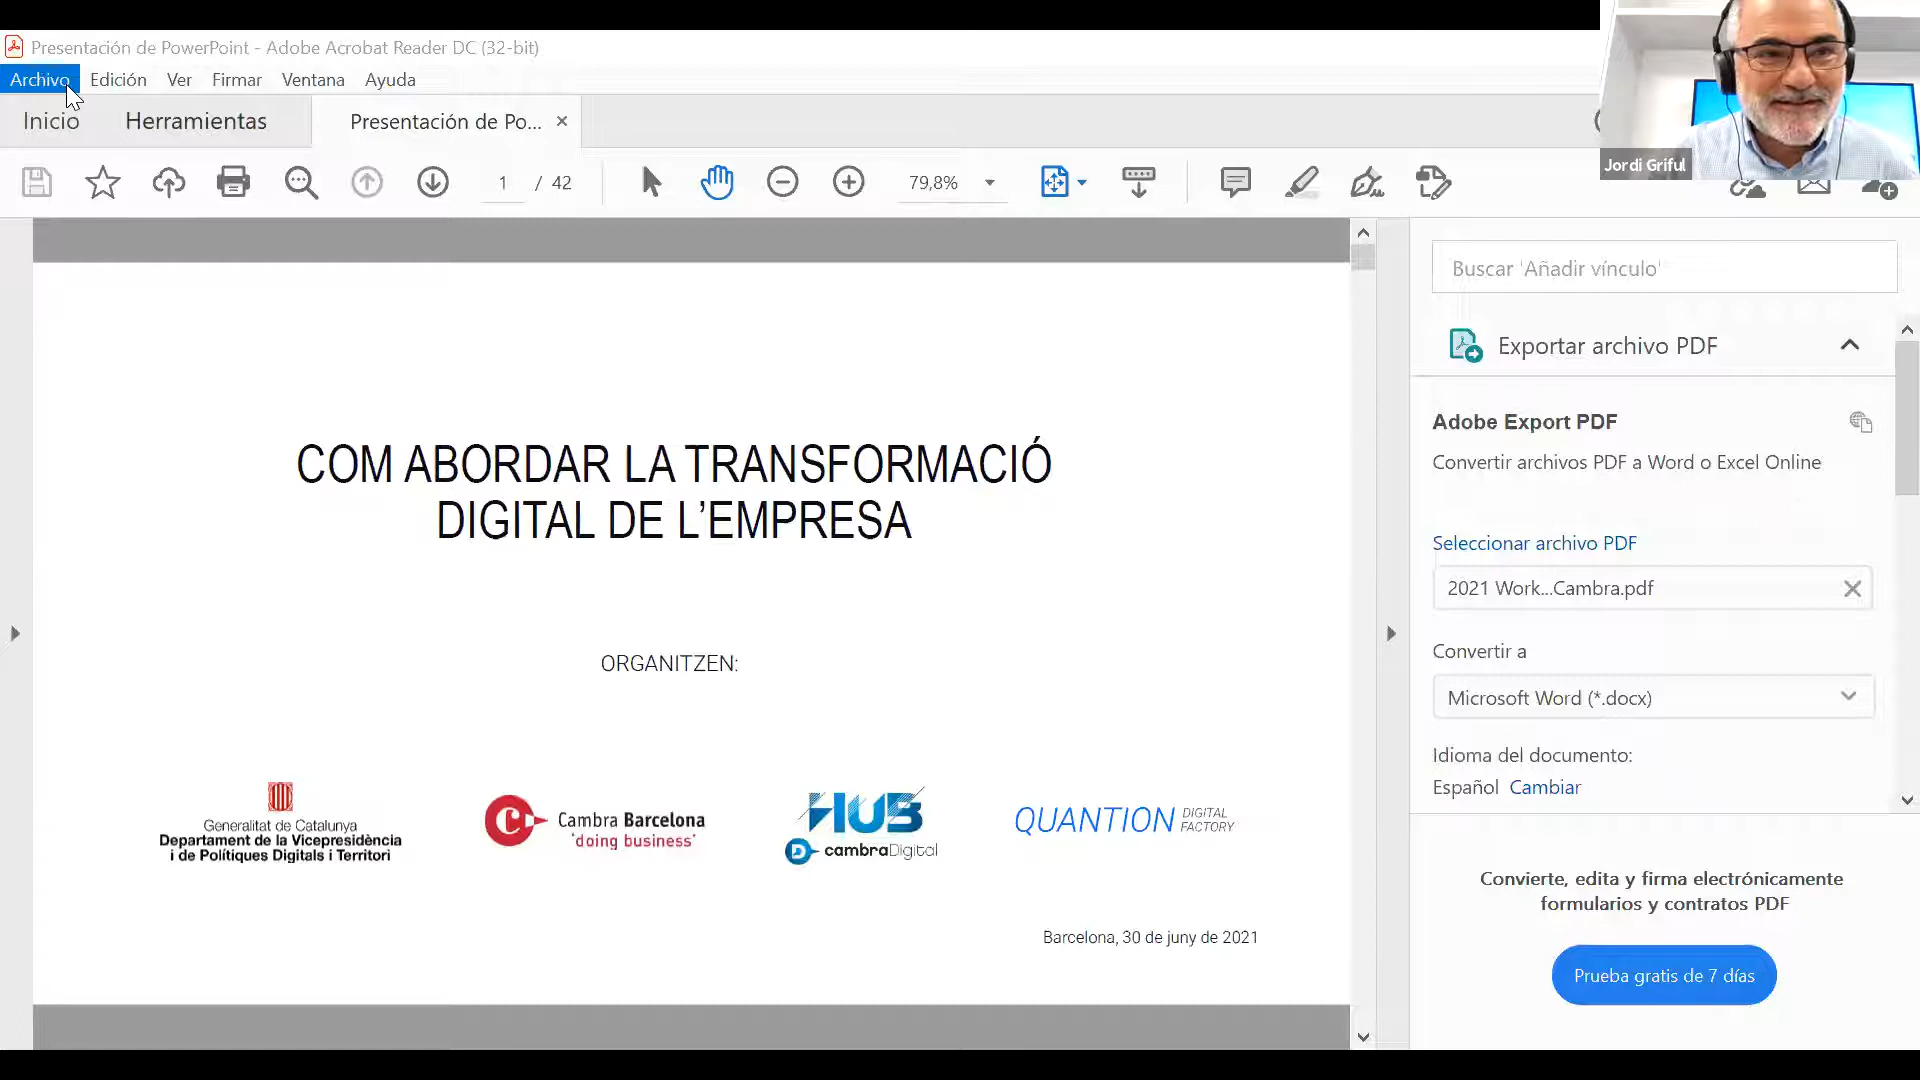 Presentación de PowerPoint - Adobe Acrobat Reader DC (32-bit)
Archivo Edición Ver Firmar Ventana Ayuda
Inicio Herramientas Presentación de Po... ×
1 / 42 79,8%
Jordi Griful
COM ABORDAR LA TRANSFORMACIÓ
DIGITAL DE L’EMPRESA
ORGANITZEN:
Generalitat de Catalunya
Departament de la Vicepresidència
i de Polítiques Digitals i Territori
C Cambra Barcelona
'doing business'
HUB
D cambraDigital
QUANTION DIGITAL
FACTORY
Barcelona, 30 de juny de 2021
Buscar 'Añadir vínculo'
Exportar archivo PDF
Adobe Export PDF
Convertir archivos PDF a Word o Excel Online
Seleccionar archivo PDF
2021 Work...Cambra.pdf
Convertir a
Microsoft Word (*.docx)
Idioma del documento:
Español Cambiar
Convierte, edita y firma electrónicamente
formularios y contratos PDF
Prueba gratis de 7 días